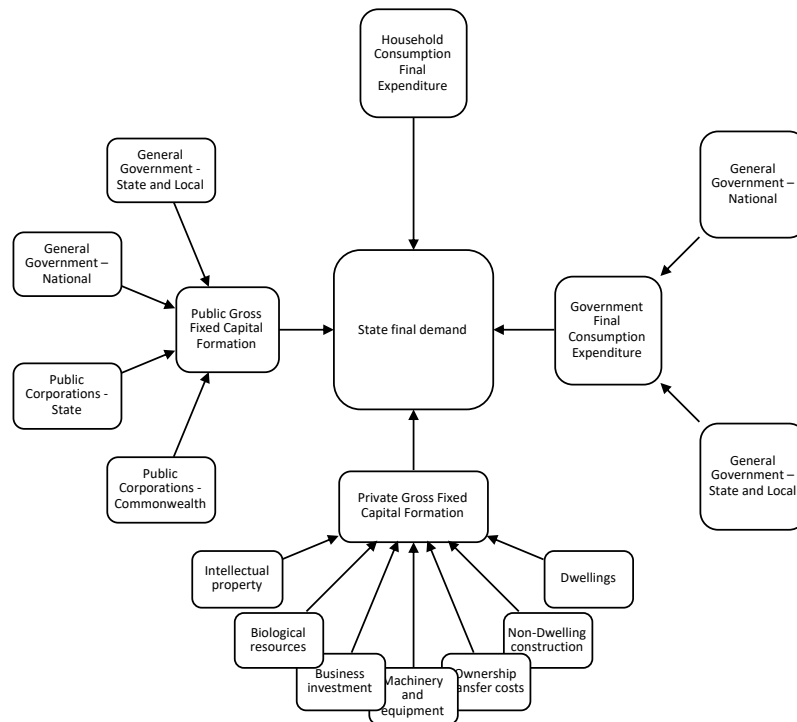 Household
Consumption
Final
Expenditure
General
Government -
State and Local
General
Government –
National
General
Government –
National
Public Gross
Fixed Capital
Formation
State final demand
Government
Final
Consumption
Expenditure
Public
Corporations -
State
Public
Corporations -
Commonwealth
General
Government –
State and Local
Private Gross Fixed
Capital Formation
Intellectual
property
Dwellings
Biological
resources
Non-Dwelling
construction
Business
investment
Machinery and
equipment
Ownership
costs